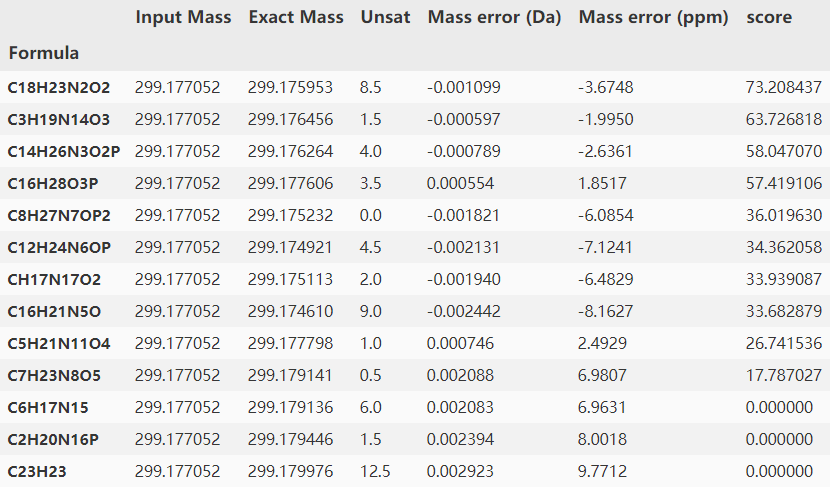 Input Mass Exact Mass Unsat Mass error (Da) Mass error (ppm) score
Formula
C18H23N2O2 299.177052 299.175953 8.5 -0.001099 -3.6748 73.208437
C3H19N14O3 299.177052 299.176456 1.5 -0.000597 -1.9950 63.726818
C14H26N3O2P 299.177052 299.176264 4.0 -0.000789 -2.6361 58.047070
C16H28O3P 299.177052 299.177606 3.5 0.000554 1.8517 57.419106
C8H27N7OP2 299.177052 299.175232 0.0 -0.001821 -6.0854 36.019630
C12H24N6OP 299.177052 299.174921 4.5 -0.002131 -7.1241 34.362058
CH17N17O2 299.177052 299.175113 2.0 -0.001940 -6.4829 33.939087
C16H21N5O 299.177052 299.174610 9.0 -0.002442 -8.1627 33.682879
C5H21N11O4 299.177052 299.177798 1.0 0.000746 2.4929 26.741536
C7H23N8O5 299.177052 299.179141 0.5 0.002088 6.9807 17.787027
C6H17N15 299.177052 299.179136 6.0 0.002083 6.9631 0.000000
C2H20N16P 299.177052 299.179446 1.5 0.002394 8.0018 0.000000
C23H23 299.177052 299.179976 12.5 0.002923 9.7712 0.000000